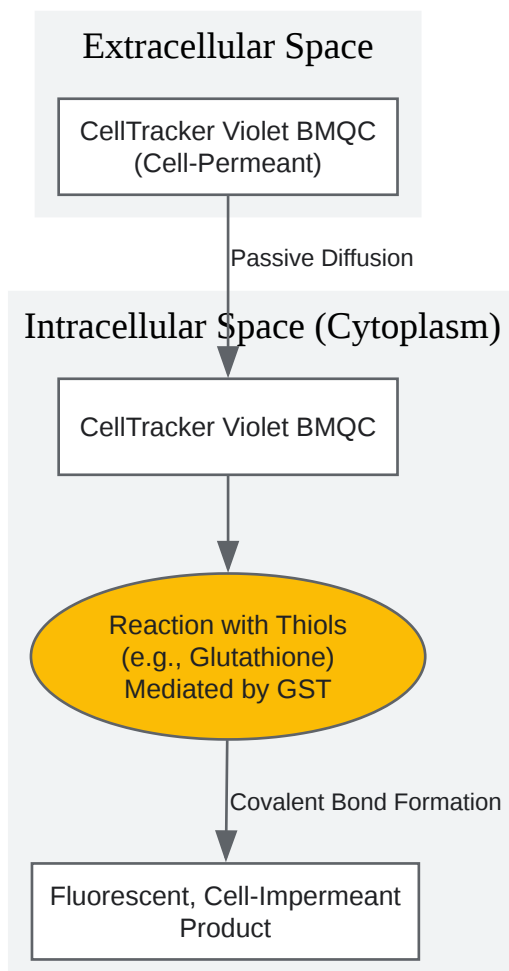 Extracellular Space
CellTracker Violet BMQC
(Cell-Permeant)
Passive Diffusion
Intracellular Space (Cytoplasm)
CellTracker Violet BMQC
Reaction with Thiols
(e.g., Glutathione)
Mediated by GST
Covalent Bond Formation
Fluorescent, Cell-Impermeant
Product